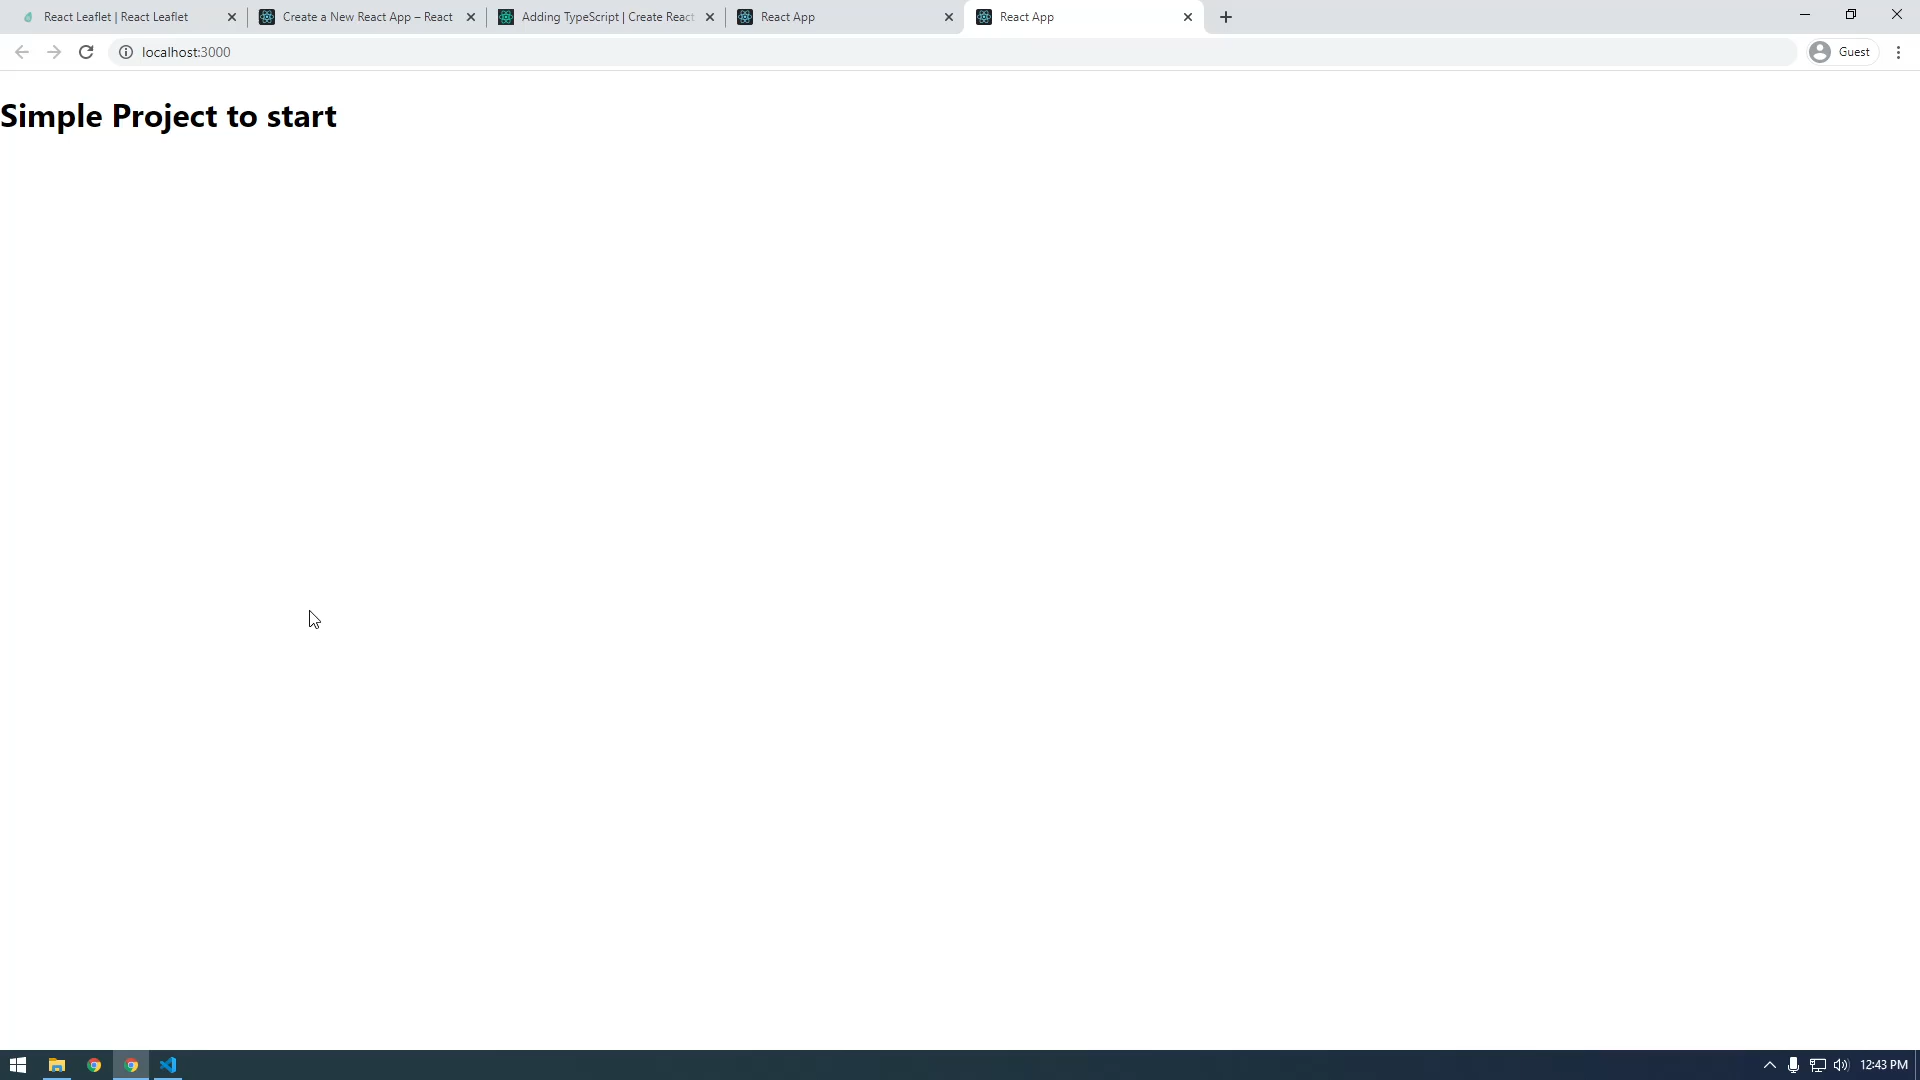 React Leaflet | React Leaflet
Create a New React App – React
Adding TypeScript | Create React
React App
React App
localhost:3000
Guest
Simple Project to start
12:43 PM